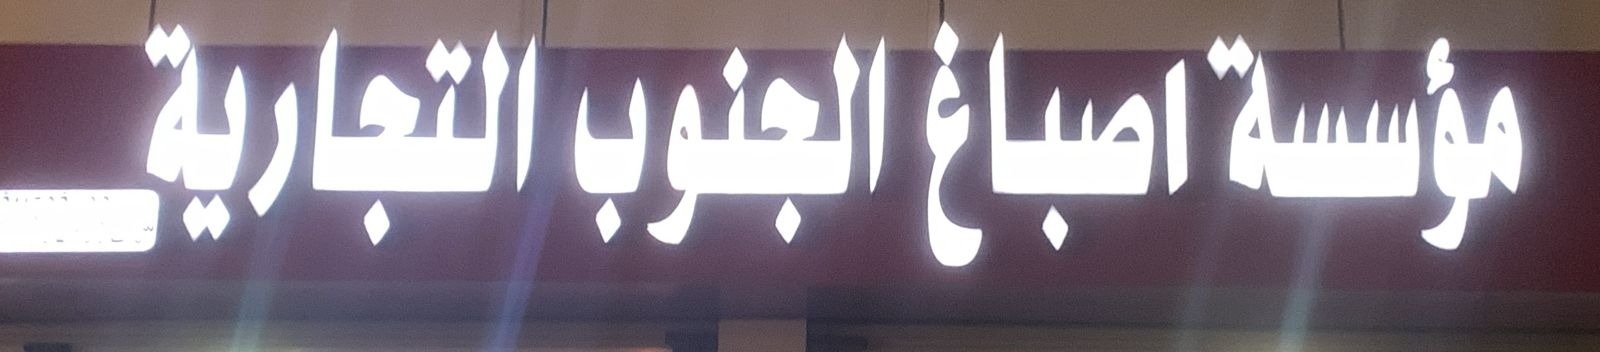 مؤسسة اصباغ الجنوب التجارية